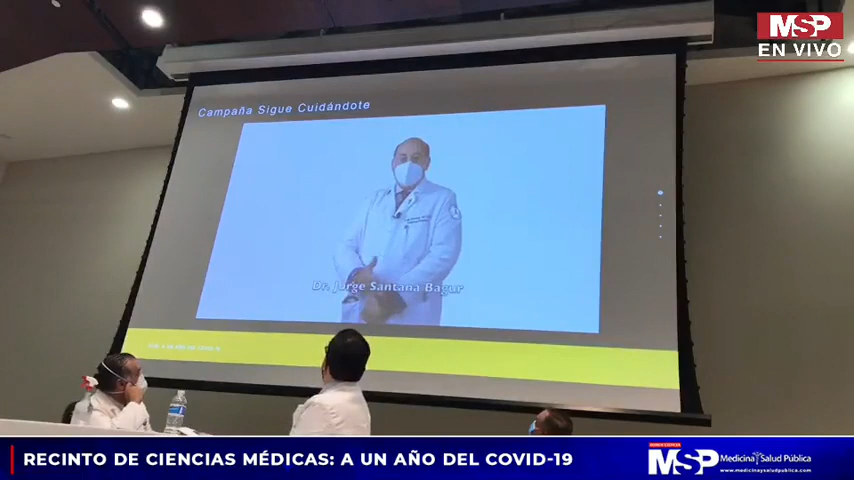 MSP
EN VIVO
Campaña Sigue Cuidándote
Dr. Jorge Santana Bagur
RECINTO DE CIENCIAS MÉDICAS: A UN AÑO DEL COVID-19
MSP
Medicina Salud Pública
www.medicinaysaludpublica.com